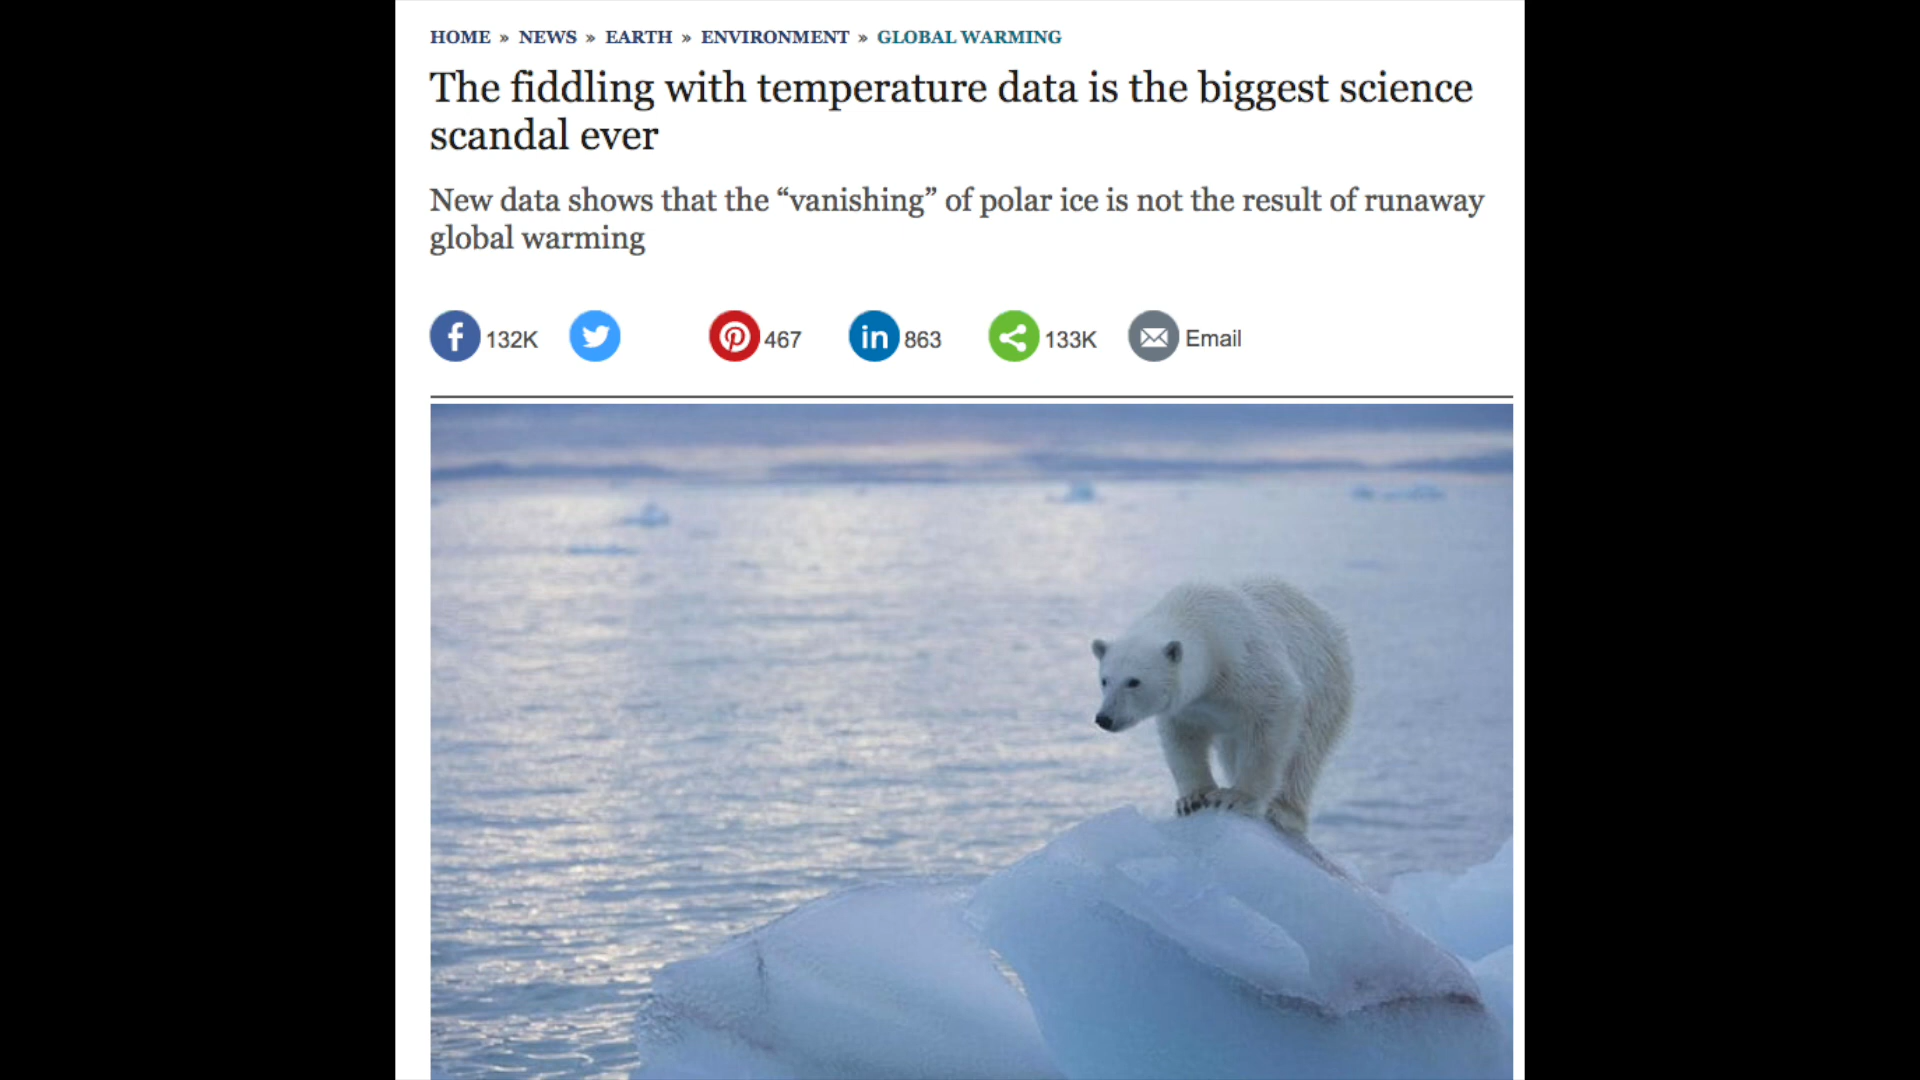 HOME » NEWS » EARTH » ENVIRONMENT » GLOBAL WARMING
The fiddling with temperature data is the biggest science
scandal ever
New data shows that the “vanishing” of polar ice is not the result of runaway
global warming
f 132K 467 in 863 133K Email